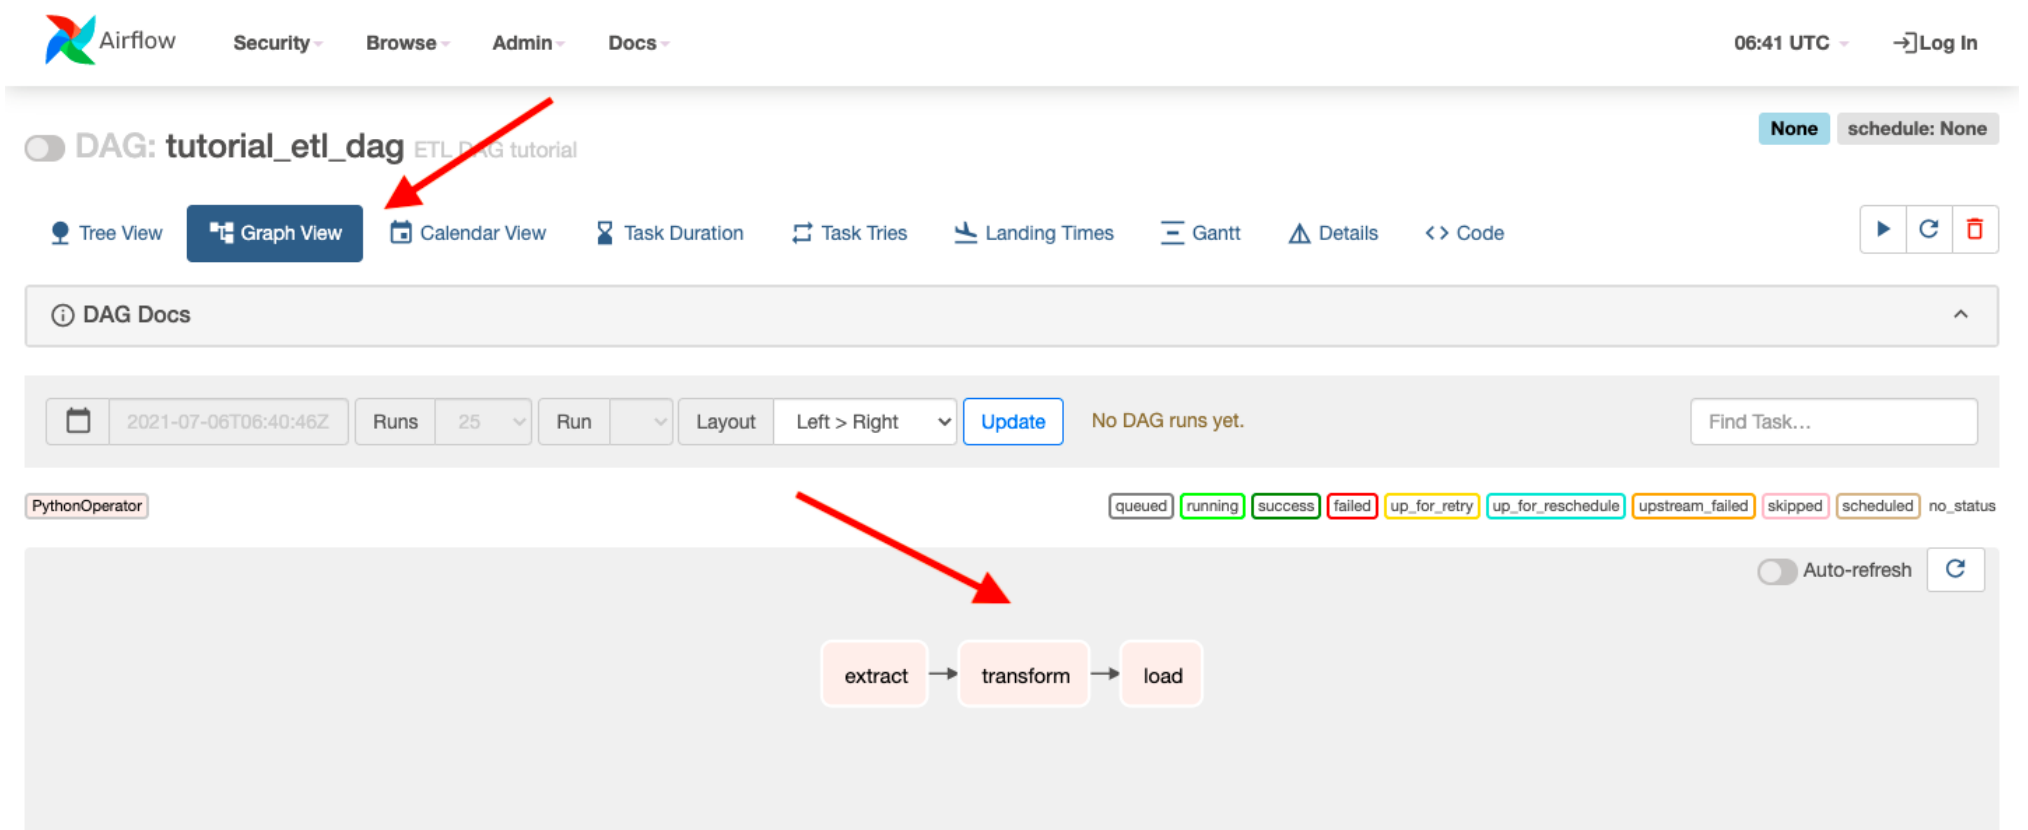 Airflow Security Browse Admin Docs 06:41 UTC Log In
DAG: tutorial_etl_dag ETL DAG tutorial None schedule: None
Tree View Graph View Calendar View Task Duration Task Tries Landing Times Gantt Details Code
DAG Docs
2021-07-06T06:40:46Z Runs 25 Run Layout Left > Right Update No DAG runs yet. Find Task...
PythonOperator queued running success failed up_for_retry up_for_reschedule upstream_failed skipped scheduled no_status
Auto-refresh
extract transform load